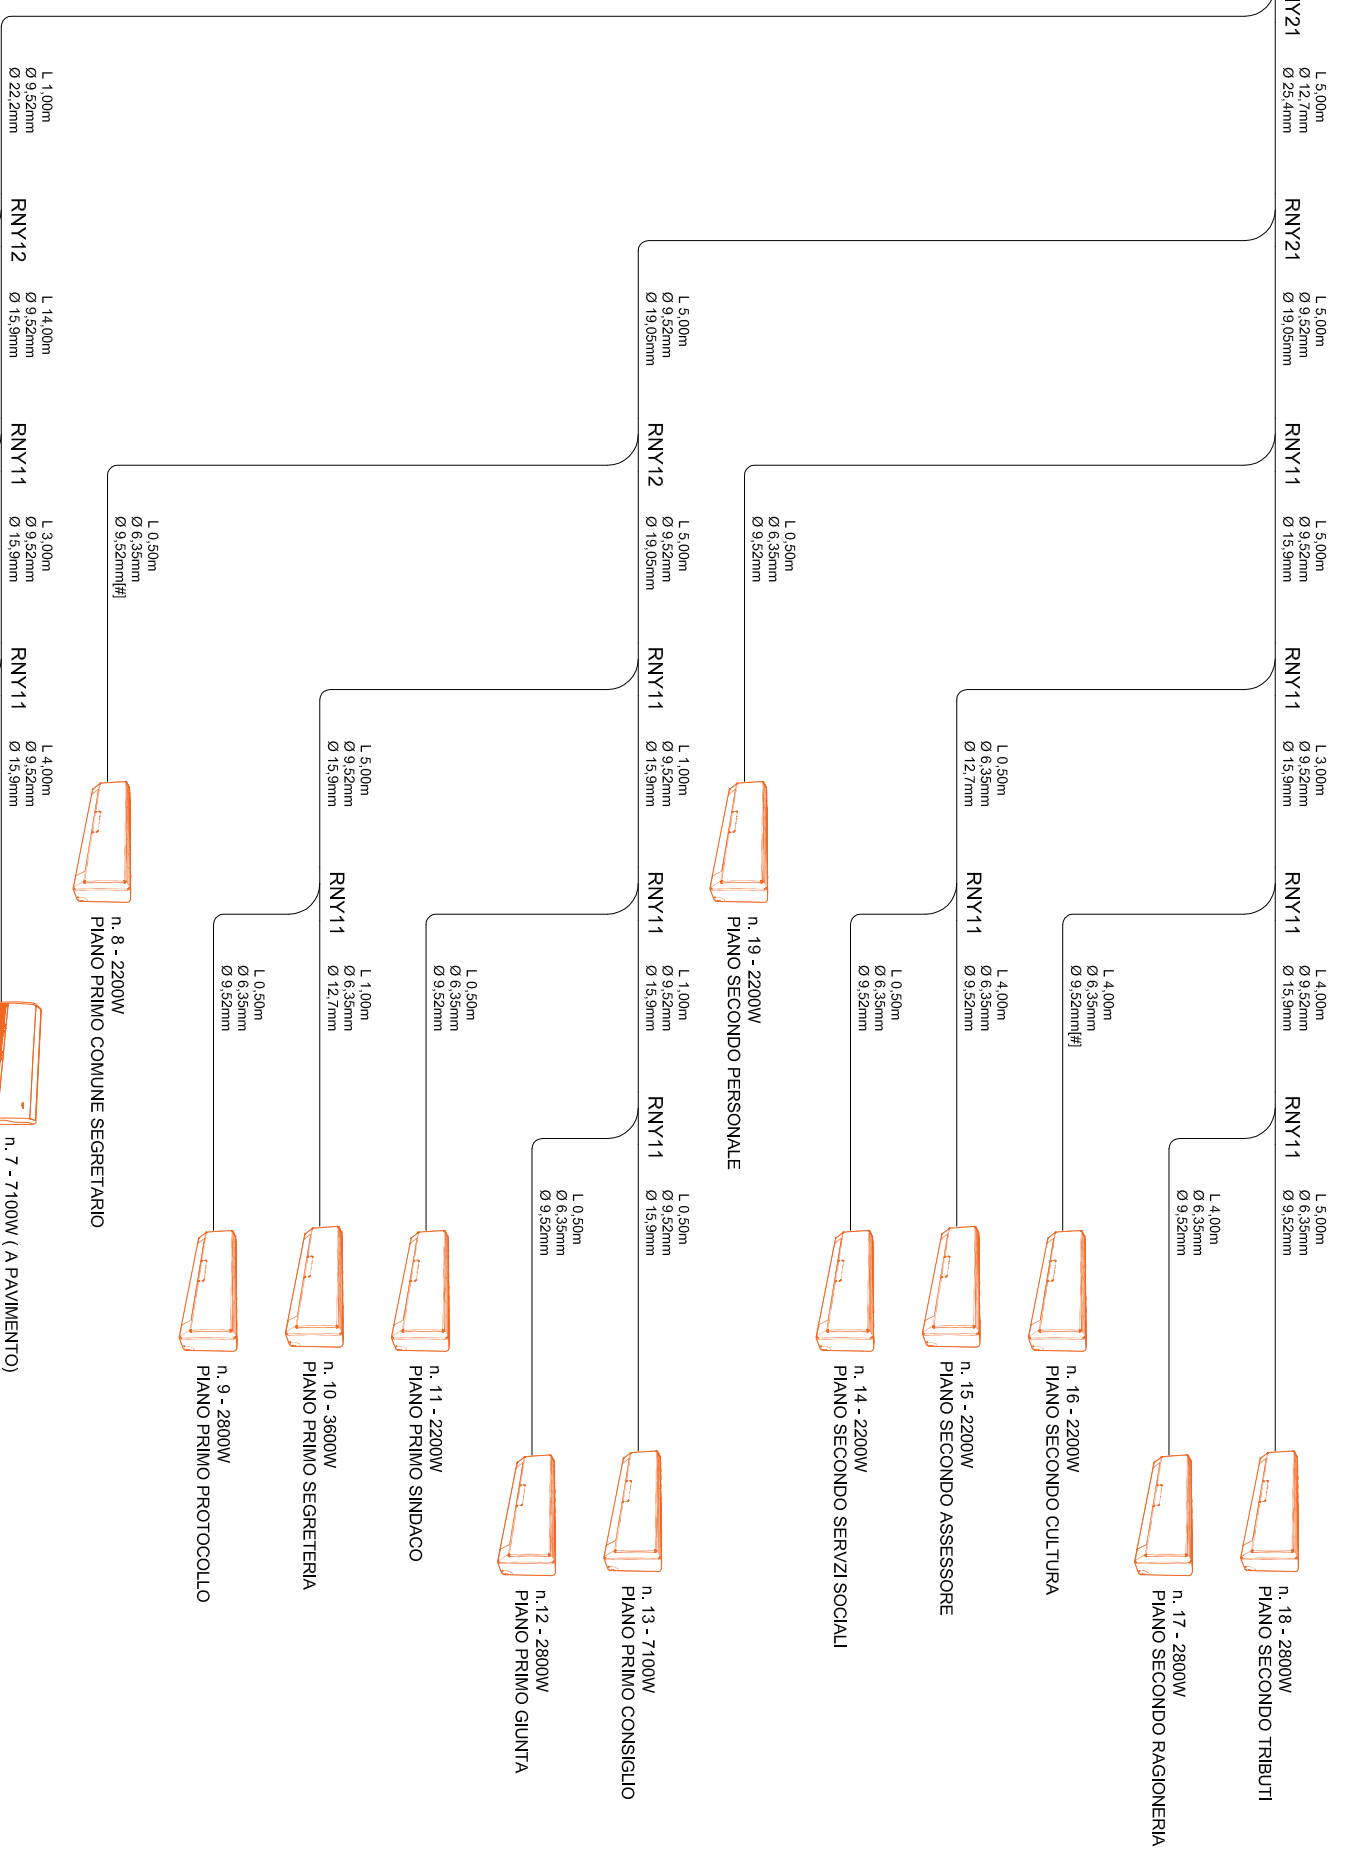 NY21
L 5,00m
Ø 12,7mm
Ø 25,4mm
RNY21
L 5,00m
Ø 9,52mm
Ø 19,05mm
RNY11
L 5,00m
Ø 9,52mm
Ø 15,9mm
RNY11
L 3,00m
Ø 9,52mm
Ø 15,9mm
RNY11
L 4,00m
Ø 9,52mm
Ø 15,9mm
RNY11
L 5,00m
Ø 6,35mm
Ø 9,52mm
n. 18 - 2800W
PIANO SECONDO TRIBUTI
L 4,00m
Ø 6,35mm
Ø 9,52mm
n. 17 - 2800W
PIANO SECONDO RAGIONERIA
L 4,00m
Ø 6,35mm
Ø 9,52mm[#]
n. 16 - 2200W
PIANO SECONDO CULTURA
L 0,50m
Ø 6,35mm
Ø 12,7mm
RNY11
L 4,00m
Ø 6,35mm
Ø 9,52mm
n. 15 - 2200W
PIANO SECONDO ASSESSORE
L 0,50m
Ø 6,35mm
Ø 9,52mm
n. 14 - 2200W
PIANO SECONDO SERVZI SOCIALI
L 0,50m
Ø 6,35mm
Ø 9,52mm
n. 19 - 2200W
PIANO SECONDO PERSONALE
L 5,00m
Ø 9,52mm
Ø 19,05mm
RNY12
L 5,00m
Ø 9,52mm
Ø 19,05mm
RNY11
L 1,00m
Ø 9,52mm
Ø 15,9mm
RNY11
L 1,00m
Ø 9,52mm
Ø 15,9mm
RNY11
L 0,50m
Ø 9,52mm
Ø 15,9mm
n. 13 - 7100W
PIANO PRIMO CONSIGLIO
L 0,50m
Ø 6,35mm
Ø 9,52mm
n.12 - 2800W
PIANO PRIMO GIUNTA
L 0,50m
Ø 6,35mm
Ø 9,52mm
n. 11 - 2200W
PIANO PRIMO SINDACO
L 5,00m
Ø 9,52mm
Ø 15,9mm
RNY11
L 1,00m
Ø 6,35mm
Ø 12,7mm
n. 10 - 3600W
PIANO PRIMO SEGRETERIA
L 0,50m
Ø 6,35mm
Ø 9,52mm
n. 9 - 2800W
PIANO PRIMO PROTOCOLLO
L 0,50m
Ø 6,35mm
Ø 9,52mm[#]
n. 8 - 2200W
PIANO PRIMO COMUNE SEGRETARIO
L 1,00m
Ø 9,52mm
Ø 22,2mm
RNY12
L 14,00m
Ø 9,52mm
Ø 15,9mm
RNY11
L 3,00m
Ø 9,52mm
Ø 15,9mm
RNY11
L 4,00m
Ø 9,52mm
Ø 15,9mm
n. 7 - 7100W ( A PAVIMENTO)